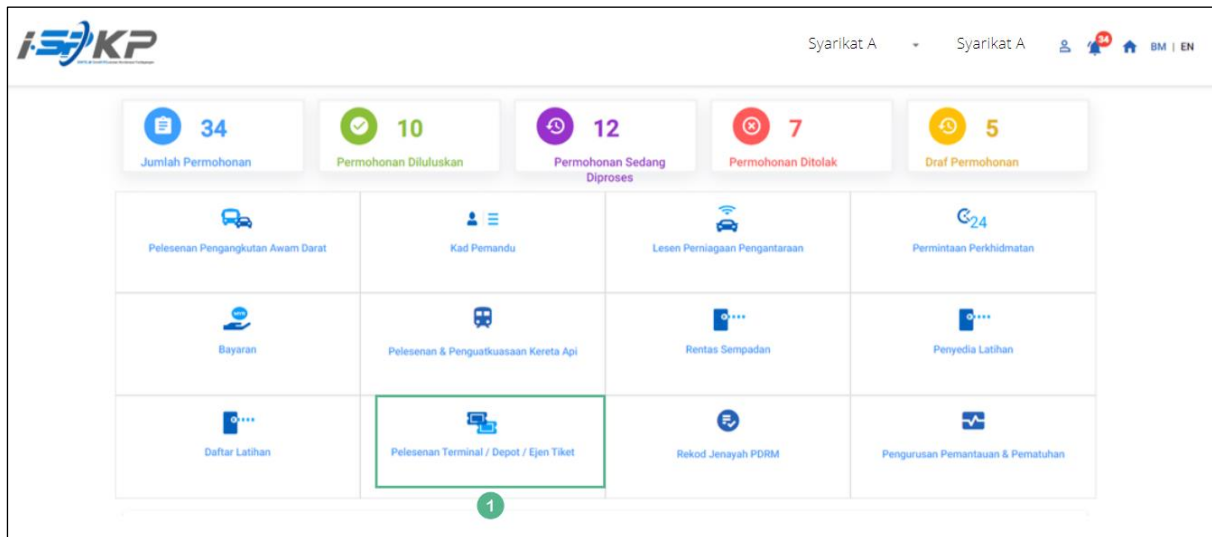 i-SPKP
Syarikat A
Syarikat A
34
BM | EN
34
Jumlah Permohonan
10
Permohonan Diluluskan
12
Permohonan Sedang
Diproses
7
Permohonan Ditolak
5
Draf Permohonan
Pelesenan Pengangkutan Awam Darat
Kad Pemandu
Lesen Perniagaan Pengantaraan
24
Permintaan Perkhidmatan
Bayaran
Pelesenan & Penguatkuasaan Kereta Api
Rentas Sempadan
Penyedia Latihan
Daftar Latihan
Pelesenan Terminal / Depot / Ejen Tiket
Rekod Jenayah PDRM
Pengurusan Pemantauan & Pematuhan
1